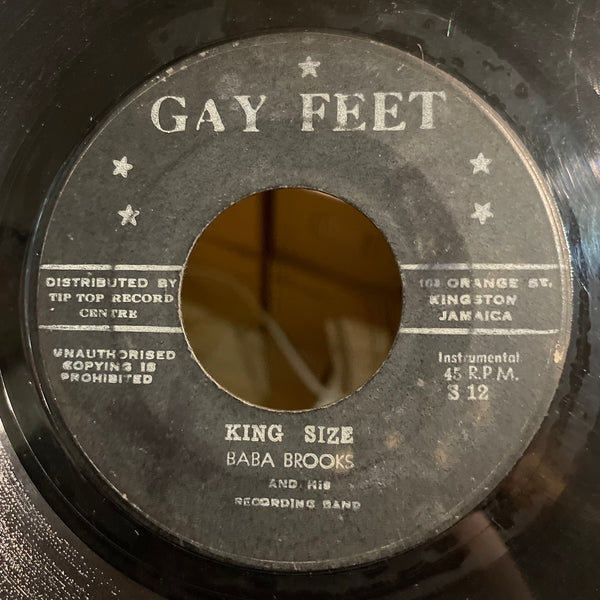 GAY FEET
DISTRIBUTED BY
TIP TOP RECORD
CENTRE
UNAUTHORISED
COPYING IS
PROHIBITED
ORANGE ST.
KINGSTON
JAMAICA
Instrumental
45 R.P.M.
S 12
KING SIZE
BABA BROOKS
AND HIS
RECORDING BAND